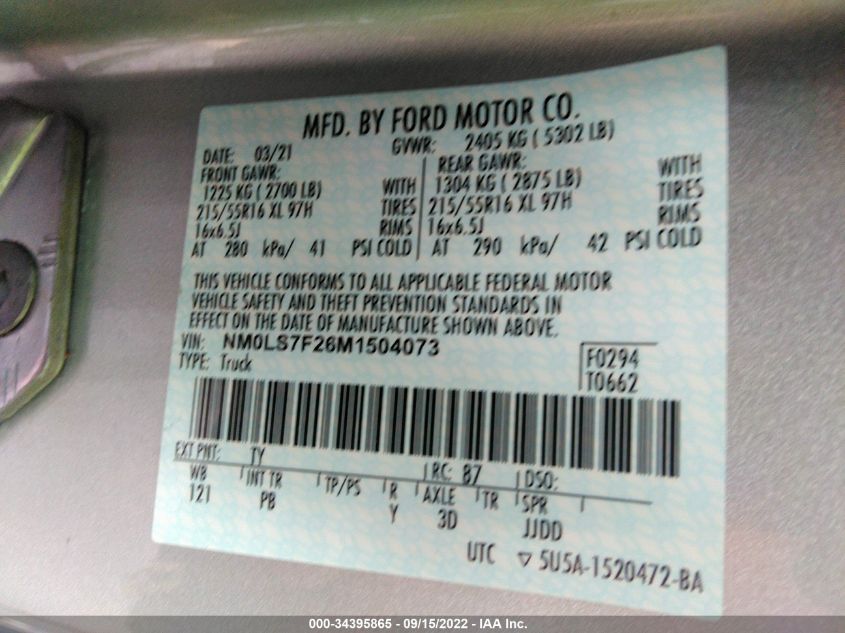 MFD. BY FORD MOTOR CO.
DATE: 03/21 GVWR: 2405 KG ( 5302 LB)
FRONT GAWR: REAR GAWR:
1225 KG ( 2700 LB) WITH 1304 KG ( 2875 LB) WITH
215/55R16 XL 97H TIRES 215/55R16 XL 97H TIRES
16x6.5J RIMS 16x6.5J RIMS
AT 280 kPa/ 41 PSI COLD AT 290 kPa/ 42 PSI COLD
THIS VEHICLE CONFORMS TO ALL APPLICABLE FEDERAL MOTOR
VEHICLE SAFETY AND THEFT PREVENTION STANDARDS IN
EFFECT ON THE DATE OF MANUFACTURE SHOWN ABOVE.
VIN: NM0LS7F26M1504073
TYPE: Truck
F0294
T0662
EXT PNT: TY RC: 87 DSO:
WB INT TR TP/PS R AXLE TR SPR
121 PB Y 3D JJDD
UTC ▽ 5U5A-1520472-BA
000-34395865 - 09/15/2022 - IAA Inc.